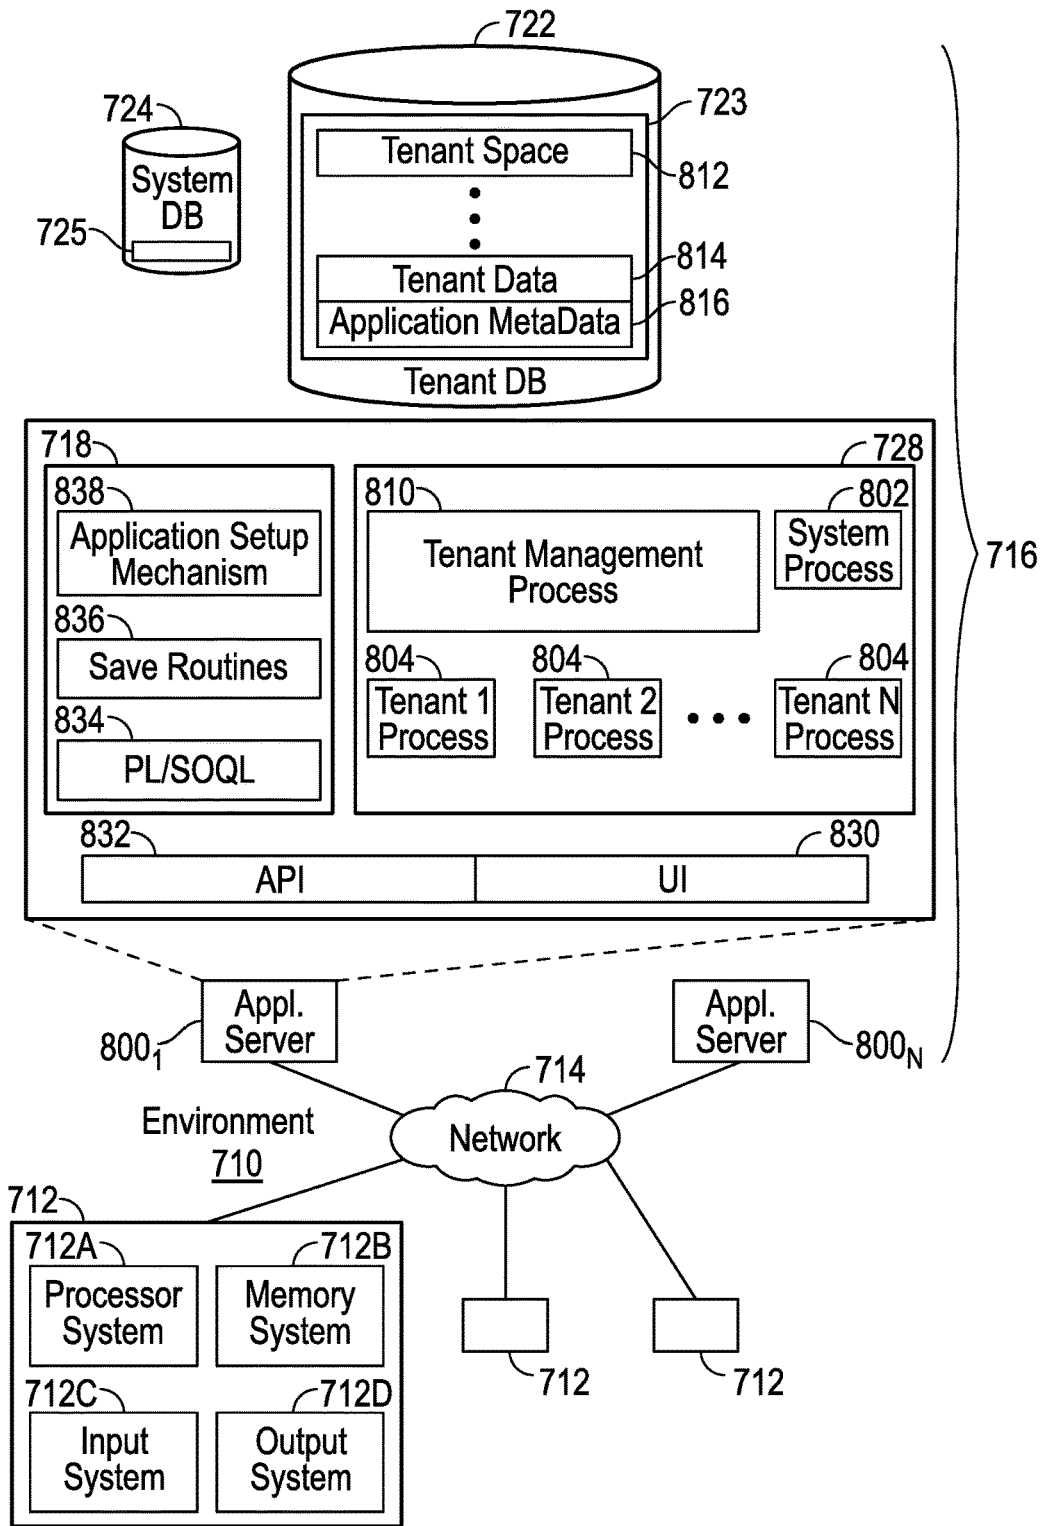 722
724
723
System
DB
725
Tenant Space
812
Tenant Data
814
Application MetaData
816
Tenant DB
716
718
838
Application Setup
Mechanism
836
Save Routines
834
PL/SOQL
728
810
Tenant Management
Process
802
System
Process
804
Tenant 1
Process
804
Tenant 2
Process
804
Tenant N
Process
832
API
830
UI
Appl.
Server
800₁
Appl.
Server
800N
714
Network
Environment
710
712
712A
Processor
System
712B
Memory
System
712C
Input
System
712D
Output
System
712
712